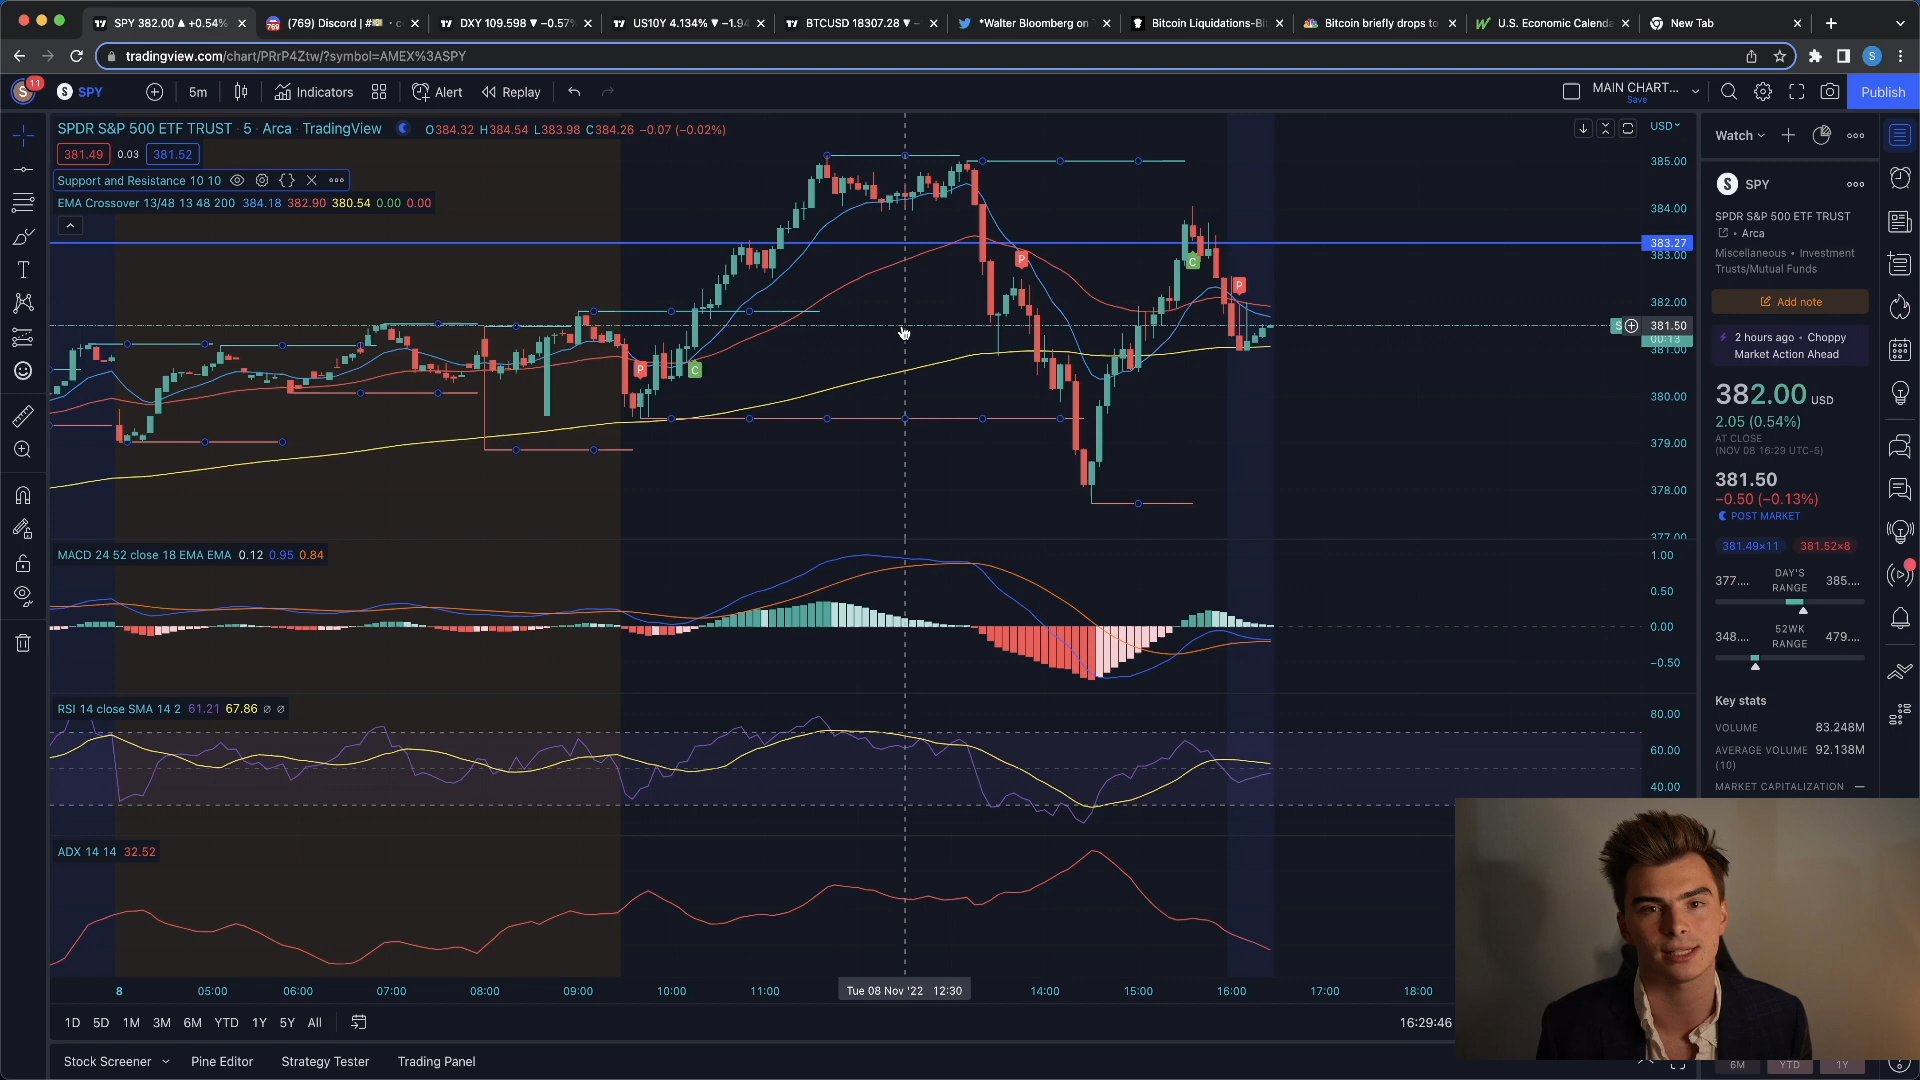 SPY 382.00 ▲ +0.54%
(769) Discord | #
DXY 109.598 ▼ −0.57%
US10Y 4.134% ▼ −1.94
BTCUSD 18307.28 ▼ −
*Walter Bloomberg on
Bitcoin Liquidations-Bi
Bitcoin briefly drops to
U.S. Economic Calenda
New Tab
tradingview.com/chart/PRrP4Ztw/?symbol=AMEX%3ASPY
S
11
S SPY
5m
Indicators
Alert
Replay
MAIN CHART...
Save
Publish
SPDR S&P 500 ETF TRUST · 5 · Arca · TradingView
O384.32 H384.54 L383.98 C384.26 −0.07 (−0.02%)
381.49 0.03 381.52
Support and Resistance 10 10
EMA Crossover 13/48 13 48 200 384.18 382.90 380.54 0.00 0.00
P
C
P
C
P
USD
385.00
384.00
383.27
383.00
382.00
381.50
00:13
381.00
380.00
379.00
378.00
377.00
MACD 24 52 close 18 EMA EMA 0.12 0.95 0.84
1.00
0.50
0.00
−0.50
RSI 14 close SMA 14 2 61.21 67.86 ∅ ∅
80.00
60.00
40.00
ADX 14 14 32.52
8 05:00 06:00 07:00 08:00 09:00 10:00 11:00 Tue 08 Nov '22 12:30 14:00 15:00 16:00 17:00 18:00
1D 5D 1M 3M 6M YTD 1Y 5Y All
16:29:46
Stock Screener Pine Editor Strategy Tester Trading Panel
Watch
S SPY
SPDR S&P 500 ETF TRUST
• Arca
Miscellaneous • Investment
Trusts/Mutual Funds
Add note
2 hours ago • Choppy
Market Action Ahead
382.00 USD
2.05 (0.54%)
AT CLOSE
(NOV 08 16:29 UTC-5)
381.50
−0.50 (−0.13%)
POST MARKET
381.49×11 381.52×8
377.... DAY'S RANGE 385....
348.... 52WK RANGE 479....
Key stats
VOLUME 83.248M
AVERAGE VOLUME (10) 92.138M
MARKET CAPITALIZATION —
6M YTD 1Y